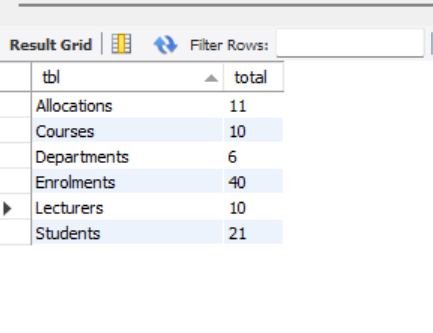 Result Grid Filter Rows:
tbl total
Allocations 11
Courses 10
Departments 6
Enrolments 40
Lecturers 10
Students 21